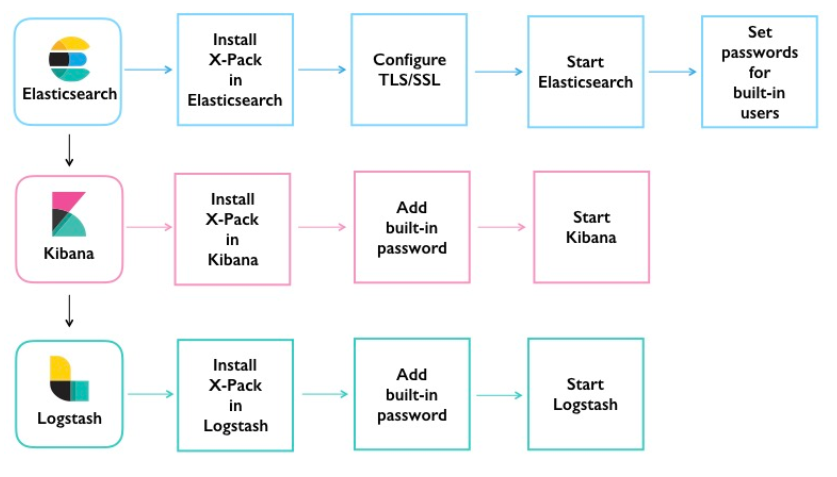 Elasticsearch
Install
X-Pack
in
Elasticsearch
Configure
TLS/SSL
Start
Elasticsearch
Set
passwords
for
built-in
users
Kibana
Install
X-Pack
in
Kibana
Add
built-in
password
Start
Kibana
Logstash
Install
X-Pack
in
Logstash
Add
built-in
password
Start
Logstash